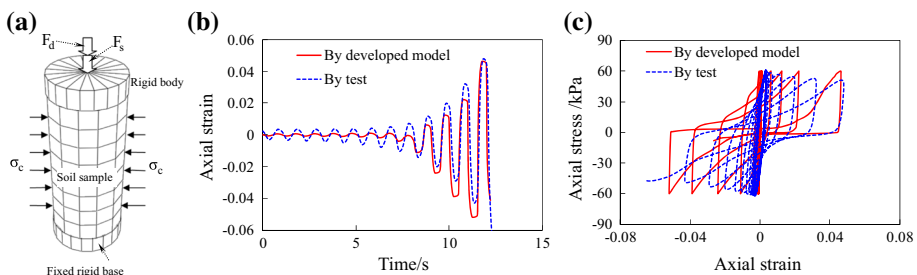 (a)
F_d
F_s
Rigid body
σ_c
σ_c
Soil sample
Fixed rigid base
(b)
By developed model
By test
Axial strain
0.06
0.04
0.02
0
-0.02
-0.04
-0.06
0
5
10
15
Time/s
(c)
By developed model
By test
Axial stress /kPa
90
60
30
0
-30
-60
-90
-0.08
-0.04
0
0.04
0.08
Axial strain